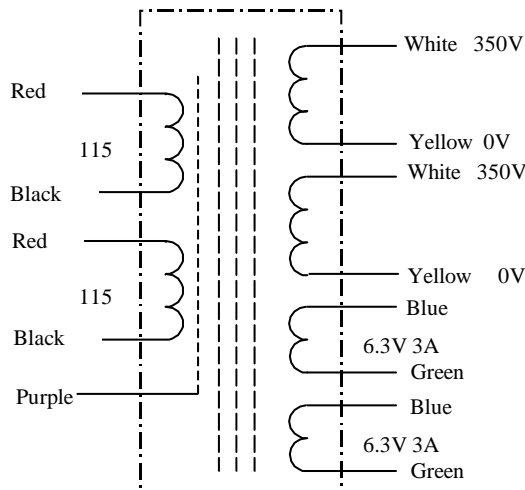 White 350V
Red
115
Yellow 0V
White 350V
Black
Red
Yellow 0V
115
Blue
Black
6.3V 3A
Green
Purple
Blue
6.3V 3A
Green